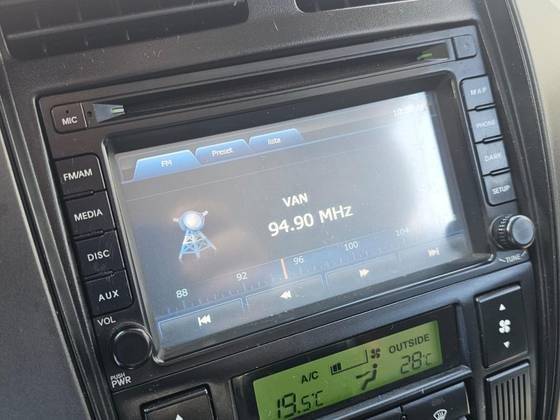 MIC
FM/AM
MEDIA
DISC
AUX
VOL
PUSH
PWR
FM
Preset
lista
VAN
94.90 MHz
88 92 96 100 104
MAP
PHONE
DARK
SETUP
TUNE
A/C
OUTSIDE
19.5°C
28°C